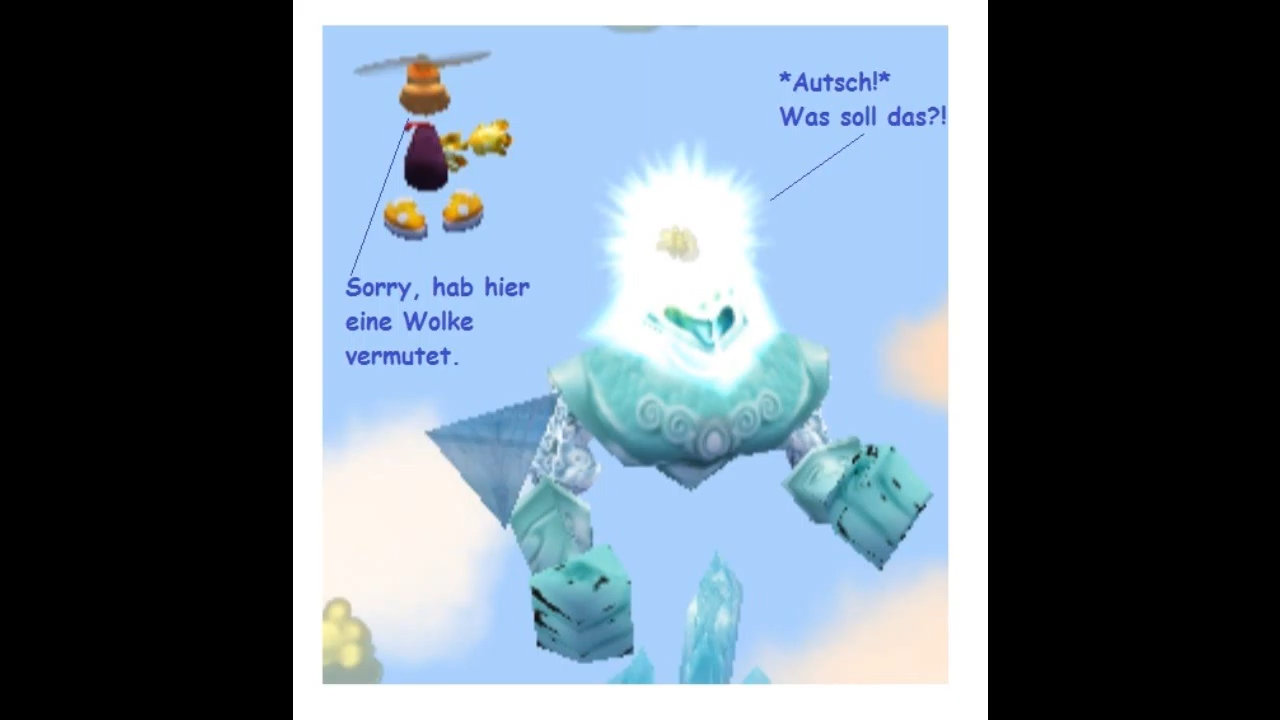 *Autsch!*
Was soll das?!
Sorry, hab hier
eine Wolke
vermutet.